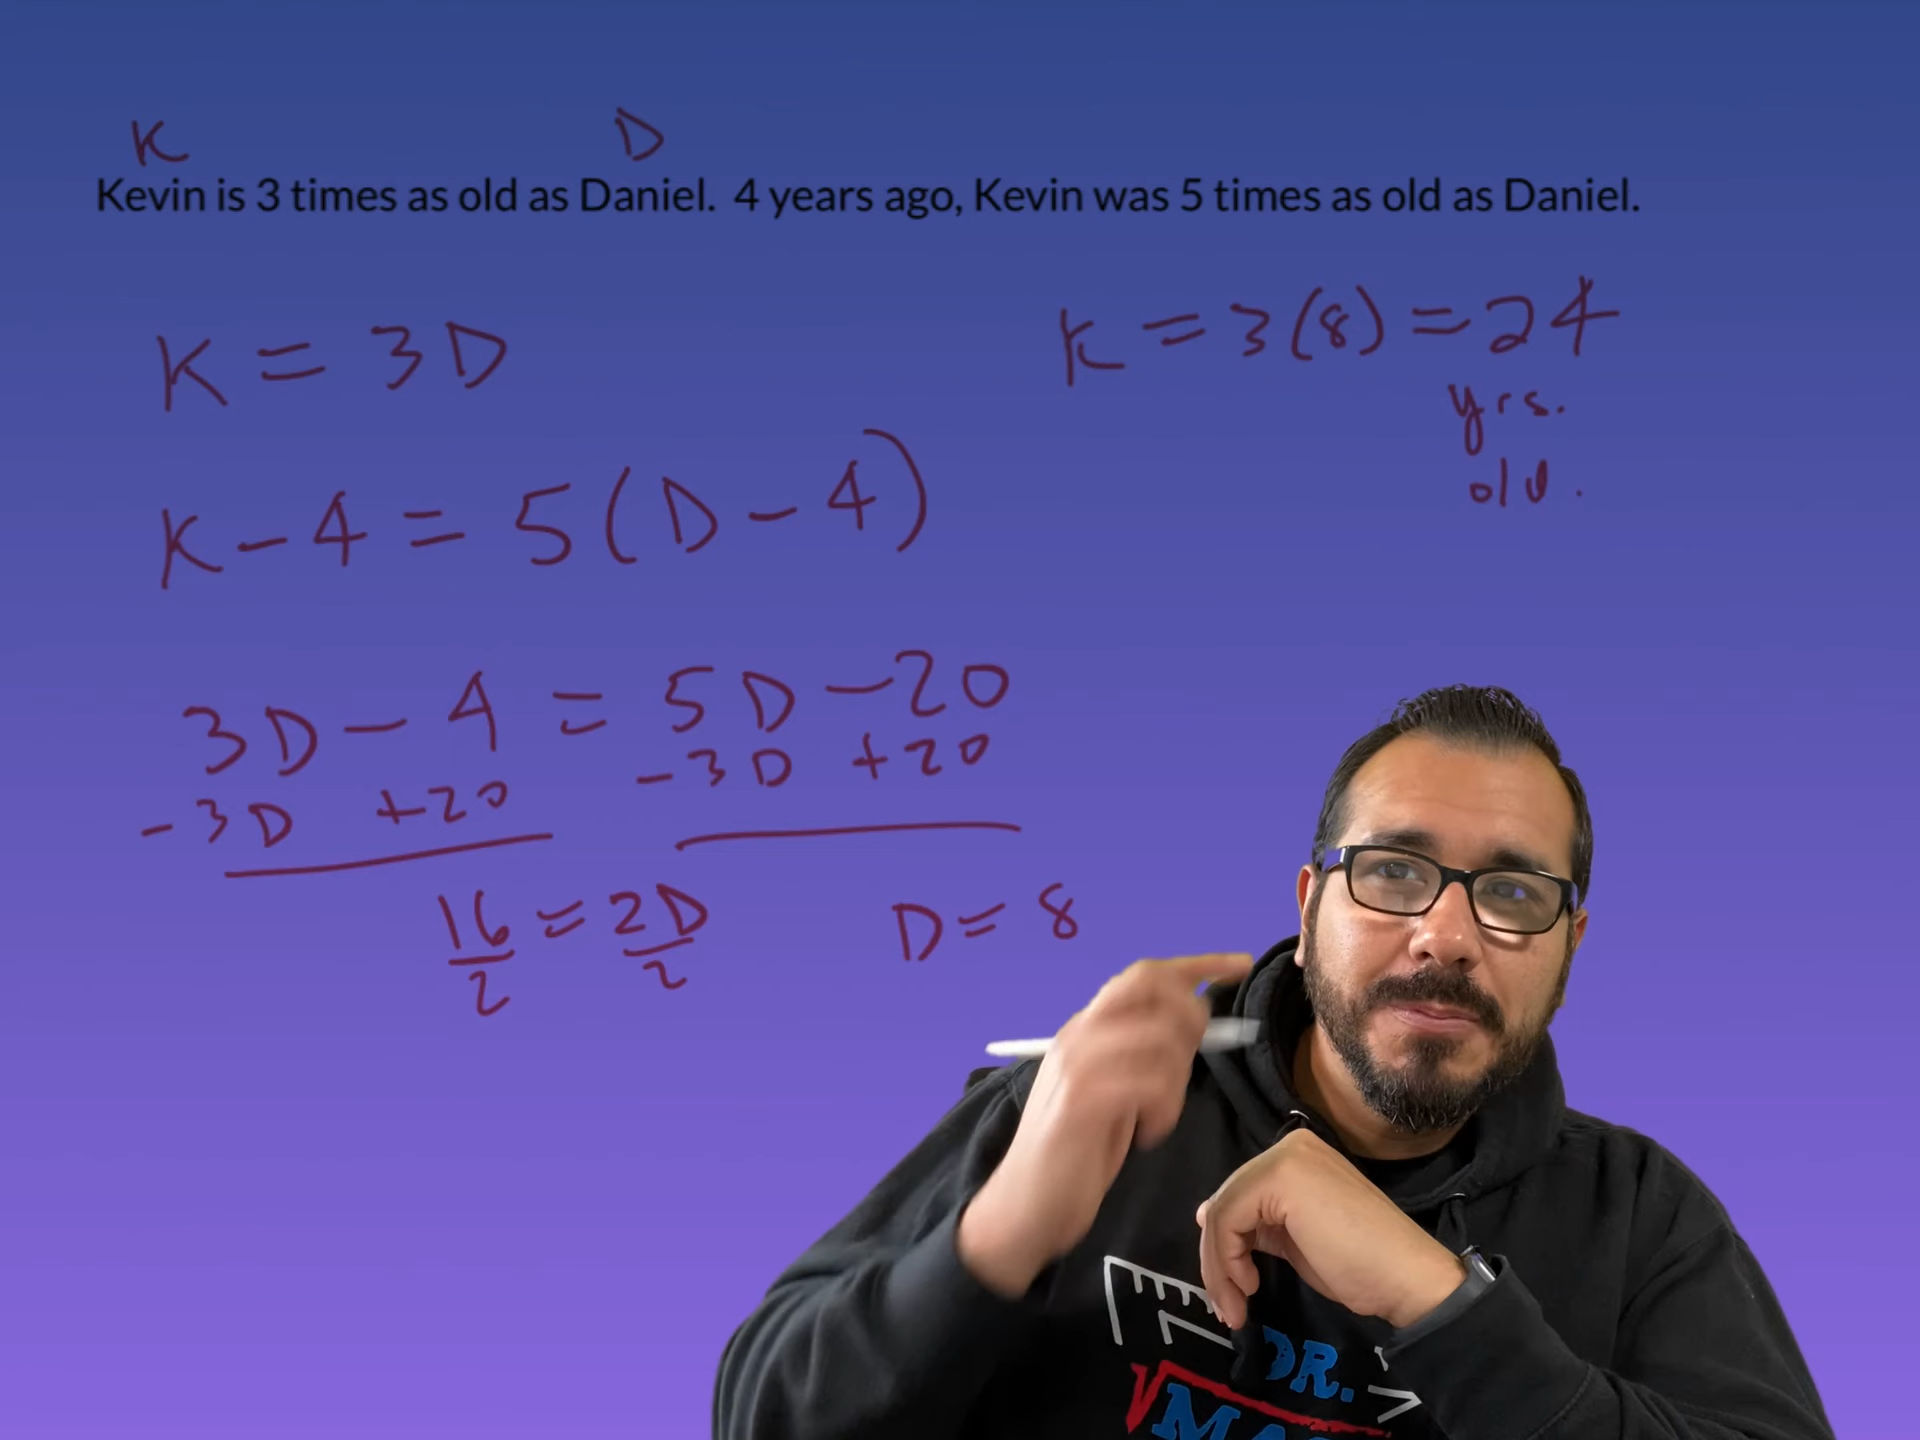 K D
Kevin is 3 times as old as Daniel. 4 years ago, Kevin was 5 times as old as Daniel.
K = 3D
K - 4 = 5(D - 4)
3D - 4 = 5D - 20
-3D +20 -3D +20
16/2 = 2D/2
D = 8
K = 3(8) = 24
yrs.
old.
DR.